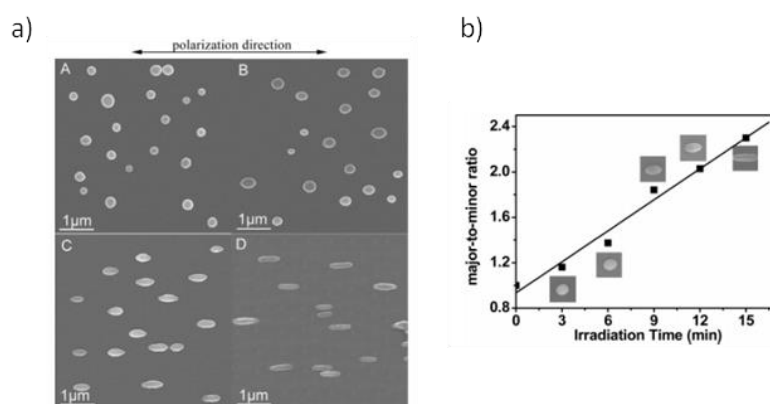 a)
b)
polarization direction
A
B
1μm
1μm
C
D
1μm
1μm
major-to-minor ratio
2.4
2.0
1.6
1.2
0.8
0 3 6 9 12 15
Irradiation Time (min)